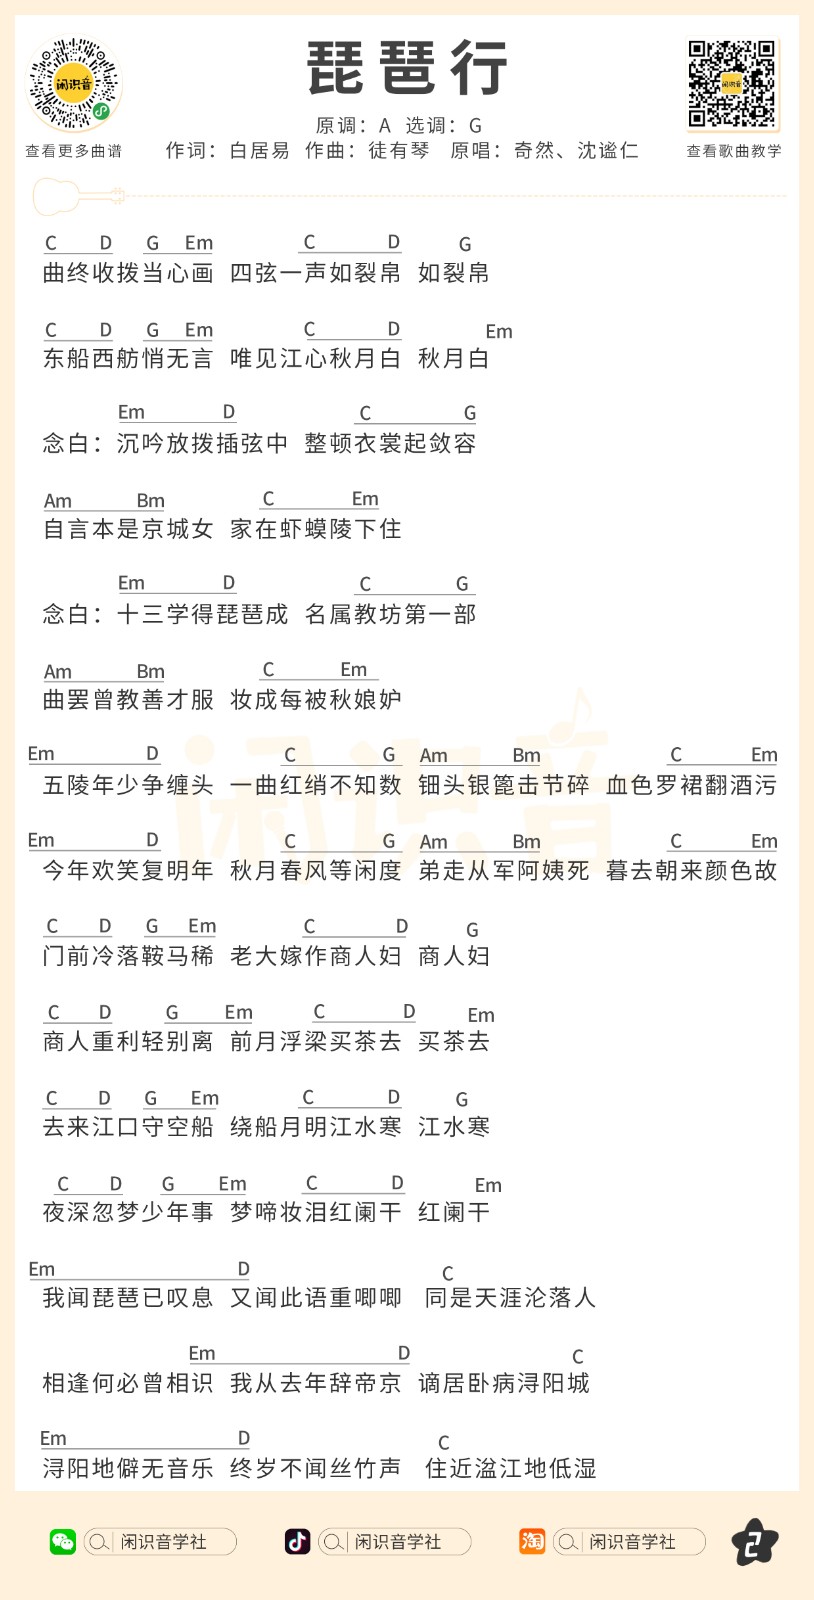 琵琶行
原调：A 选调：G
作词：白居易 作曲：徒有琴 原唱：奇然、沈谧仁
闲识音
查看更多曲谱
闲识音
查看歌曲教学
C D G Em C D G
曲终收拨当心画 四弦一声如裂帛 如裂帛
C D G Em C D Em
东船西舫悄无言 唯见江心秋月白 秋月白
Em D C G
念白：沉吟放拨插弦中 整顿衣裳起敛容
Am Bm C Em
自言本是京城女 家在虾蟆陵下住
Em D C G
念白：十三学得琵琶成 名属教坊第一部
Am Bm C Em
曲罢曾教善才服 妆成每被秋娘妒
Em D C G Am Bm C Em
五陵年少争缠头 一曲红绡不知数 钿头银篦击节碎 血色罗裙翻酒污
Em D C G Am Bm C Em
今年欢笑复明年 秋月春风等闲度 弟走从军阿姨死 暮去朝来颜色故
闲识音
C D G Em C D G
门前冷落鞍马稀 老大嫁作商人妇 商人妇
C D G Em C D Em
商人重利轻别离 前月浮梁买茶去 买茶去
C D G Em C D G
去来江口守空船 绕船月明江水寒 江水寒
C D G Em C D Em
夜深忽梦少年事 梦啼妆泪红阑干 红阑干
Em D C
我闻琵琶已叹息 又闻此语重唧唧 同是天涯沦落人
Em D C
相逢何必曾相识 我从去年辞帝京 谪居卧病浔阳城
Em D C
浔阳地僻无音乐 终岁不闻丝竹声 住近湓江地低湿
闲识音学社 闲识音学社 淘 闲识音学社 2